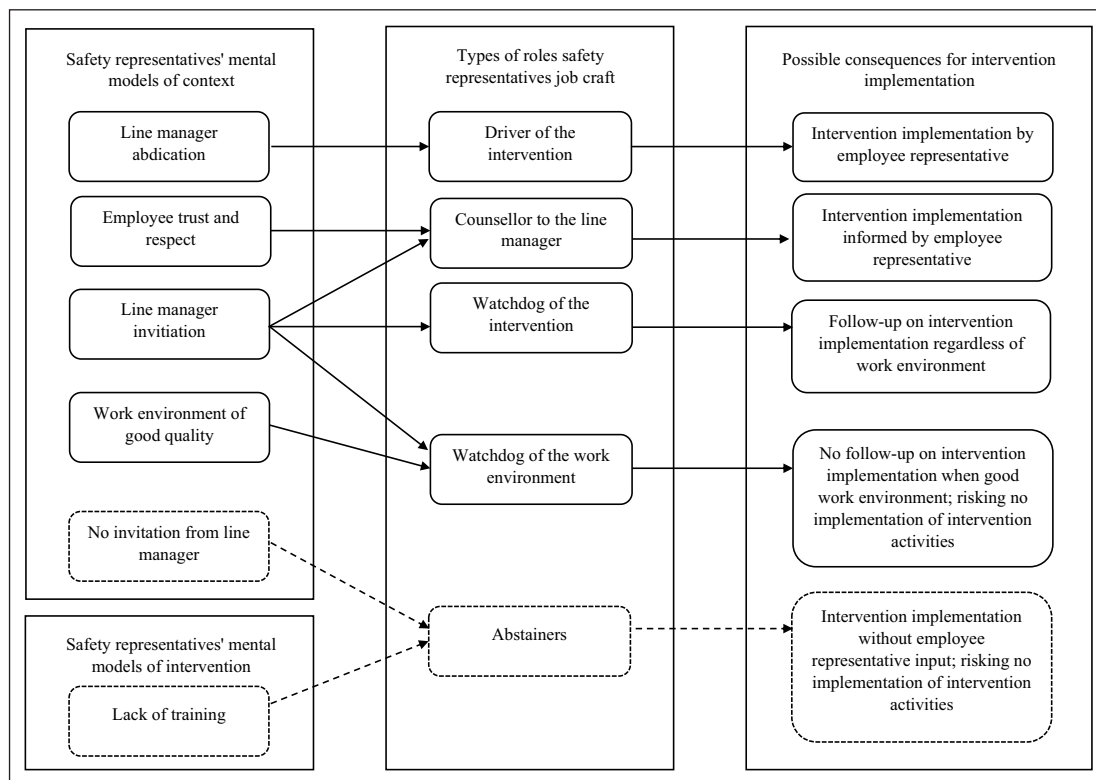 Safety representatives' mental
models of context
Line manager
abdication
Employee trust and
respect
Line manager
invitiation
Work environment of
good quality
No invitation from line
manager
Safety representatives' mental
models of intervention
Lack of training
Types of roles safety
representatives job craft
Driver of the
intervention
Counsellor to the line
manager
Watchdog of the
intervention
Watchdog of the work
environment
Abstainers
Possible consequences for intervention
implementation
Intervention implementation by
employee representative
Intervention implementation
informed by employee
representative
Follow-up on intervention
implementation regardless of
work environment
No follow-up on intervention
implementation when good
work environment; risking no
implementation of intervention
activities
Intervention implementation
without employee
representative input; risking no
implementation of intervention
activities